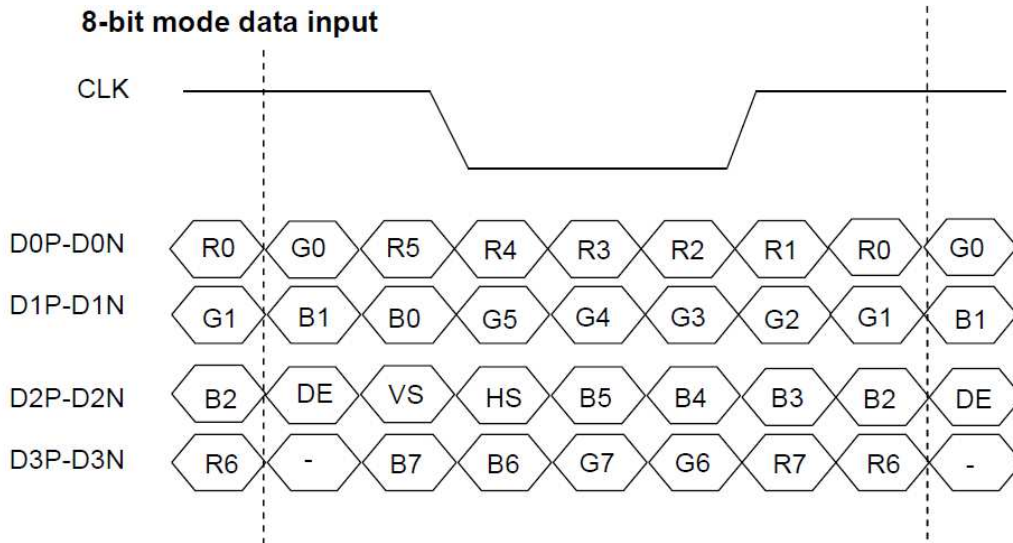 8-bit mode data input
CLK
D0P-D0N R0 G0 R5 R4 R3 R2 R1 R0 G0
D1P-D1N G1 B1 B0 G5 G4 G3 G2 G1 B1
D2P-D2N B2 DE VS HS B5 B4 B3 B2 DE
D3P-D3N R6 - B7 B6 G7 G6 R7 R6 -